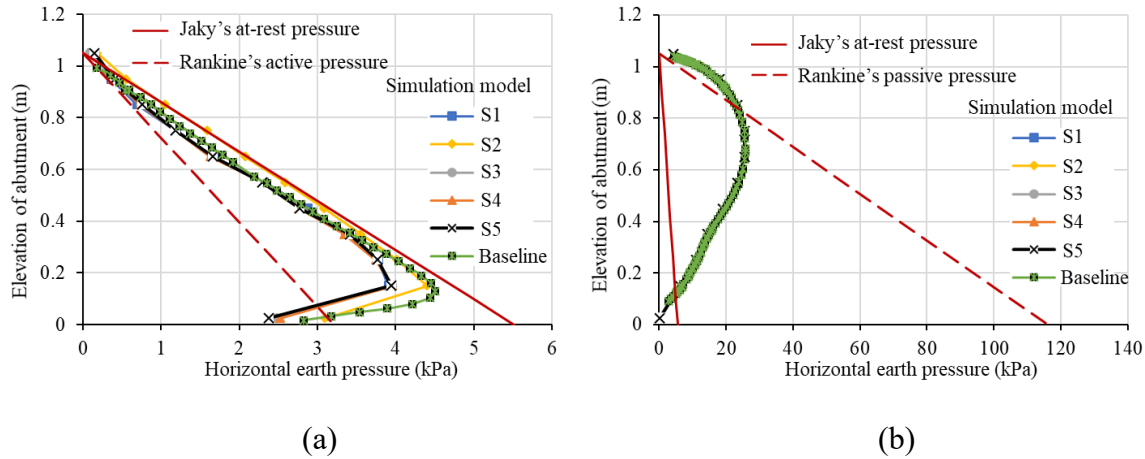 Jaky’s at-rest pressure
Rankine’s active pressure
Simulation model
S1
S2
S3
S4
S5
Baseline
1.2
1
0.8
0.6
0.4
0.2
0
Elevation of abutment (m)
0 1 2 3 4 5 6
Horizontal earth pressure (kPa)
(a)
Jaky’s at-rest pressure
Rankine’s passive pressure
Simulation model
S1
S2
S3
S4
S5
Baseline
1.2
1
0.8
0.6
0.4
0.2
0
Elevation of abutment (m)
0 20 40 60 80 100 120 140
Horizontal earth pressure (kPa)
(b)